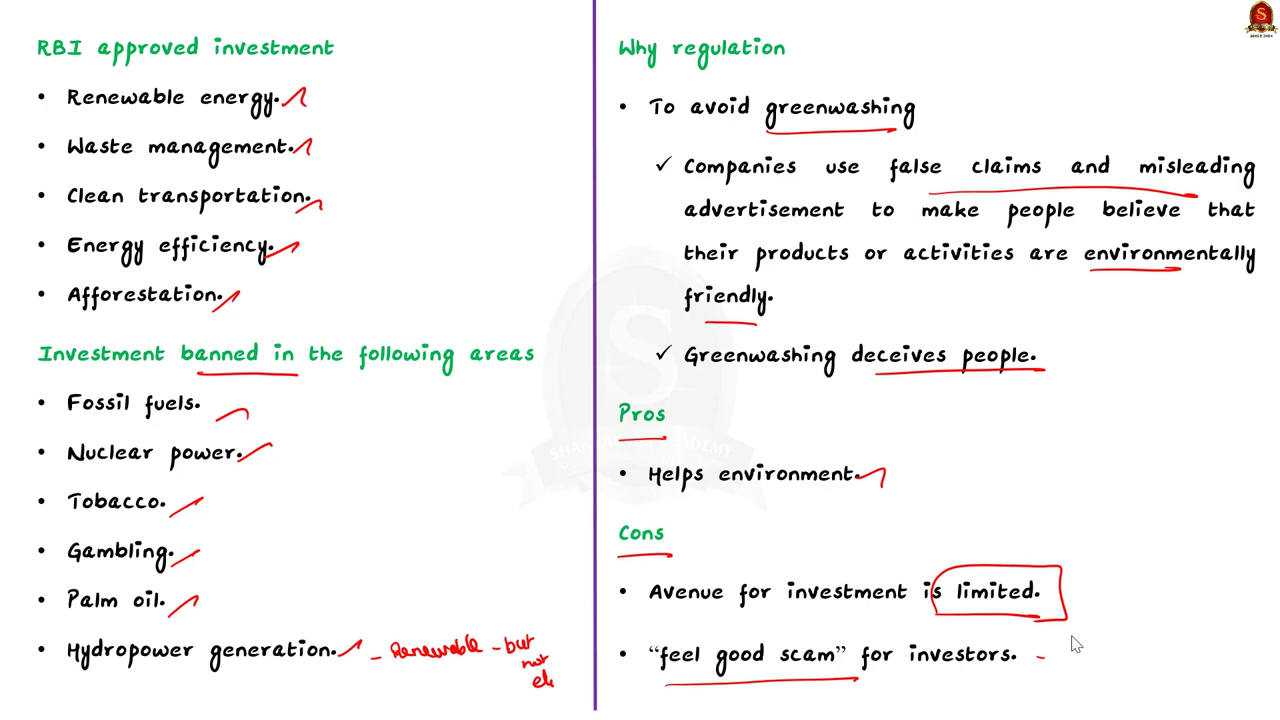 RBI approved investment
• Renewable energy.
• Waste management.
• Clean transportation.
• Energy efficiency.
• Afforestation.
Investment banned in the following areas
• Fossil fuels.
• Nuclear power.
• Tobacco.
• Gambling.
• Palm oil.
• Hydropower generation. - Renewable - but
not
Why regulation
• To avoid greenwashing
✓ Companies use false claims and misleading
advertisement to make people believe that
their products or activities are environmentally
friendly.
✓ Greenwashing deceives people.
Pros
• Helps environment.
Cons
• Avenue for investment is limited.
• “feel good scam” for investors.
S
SINCE 2004